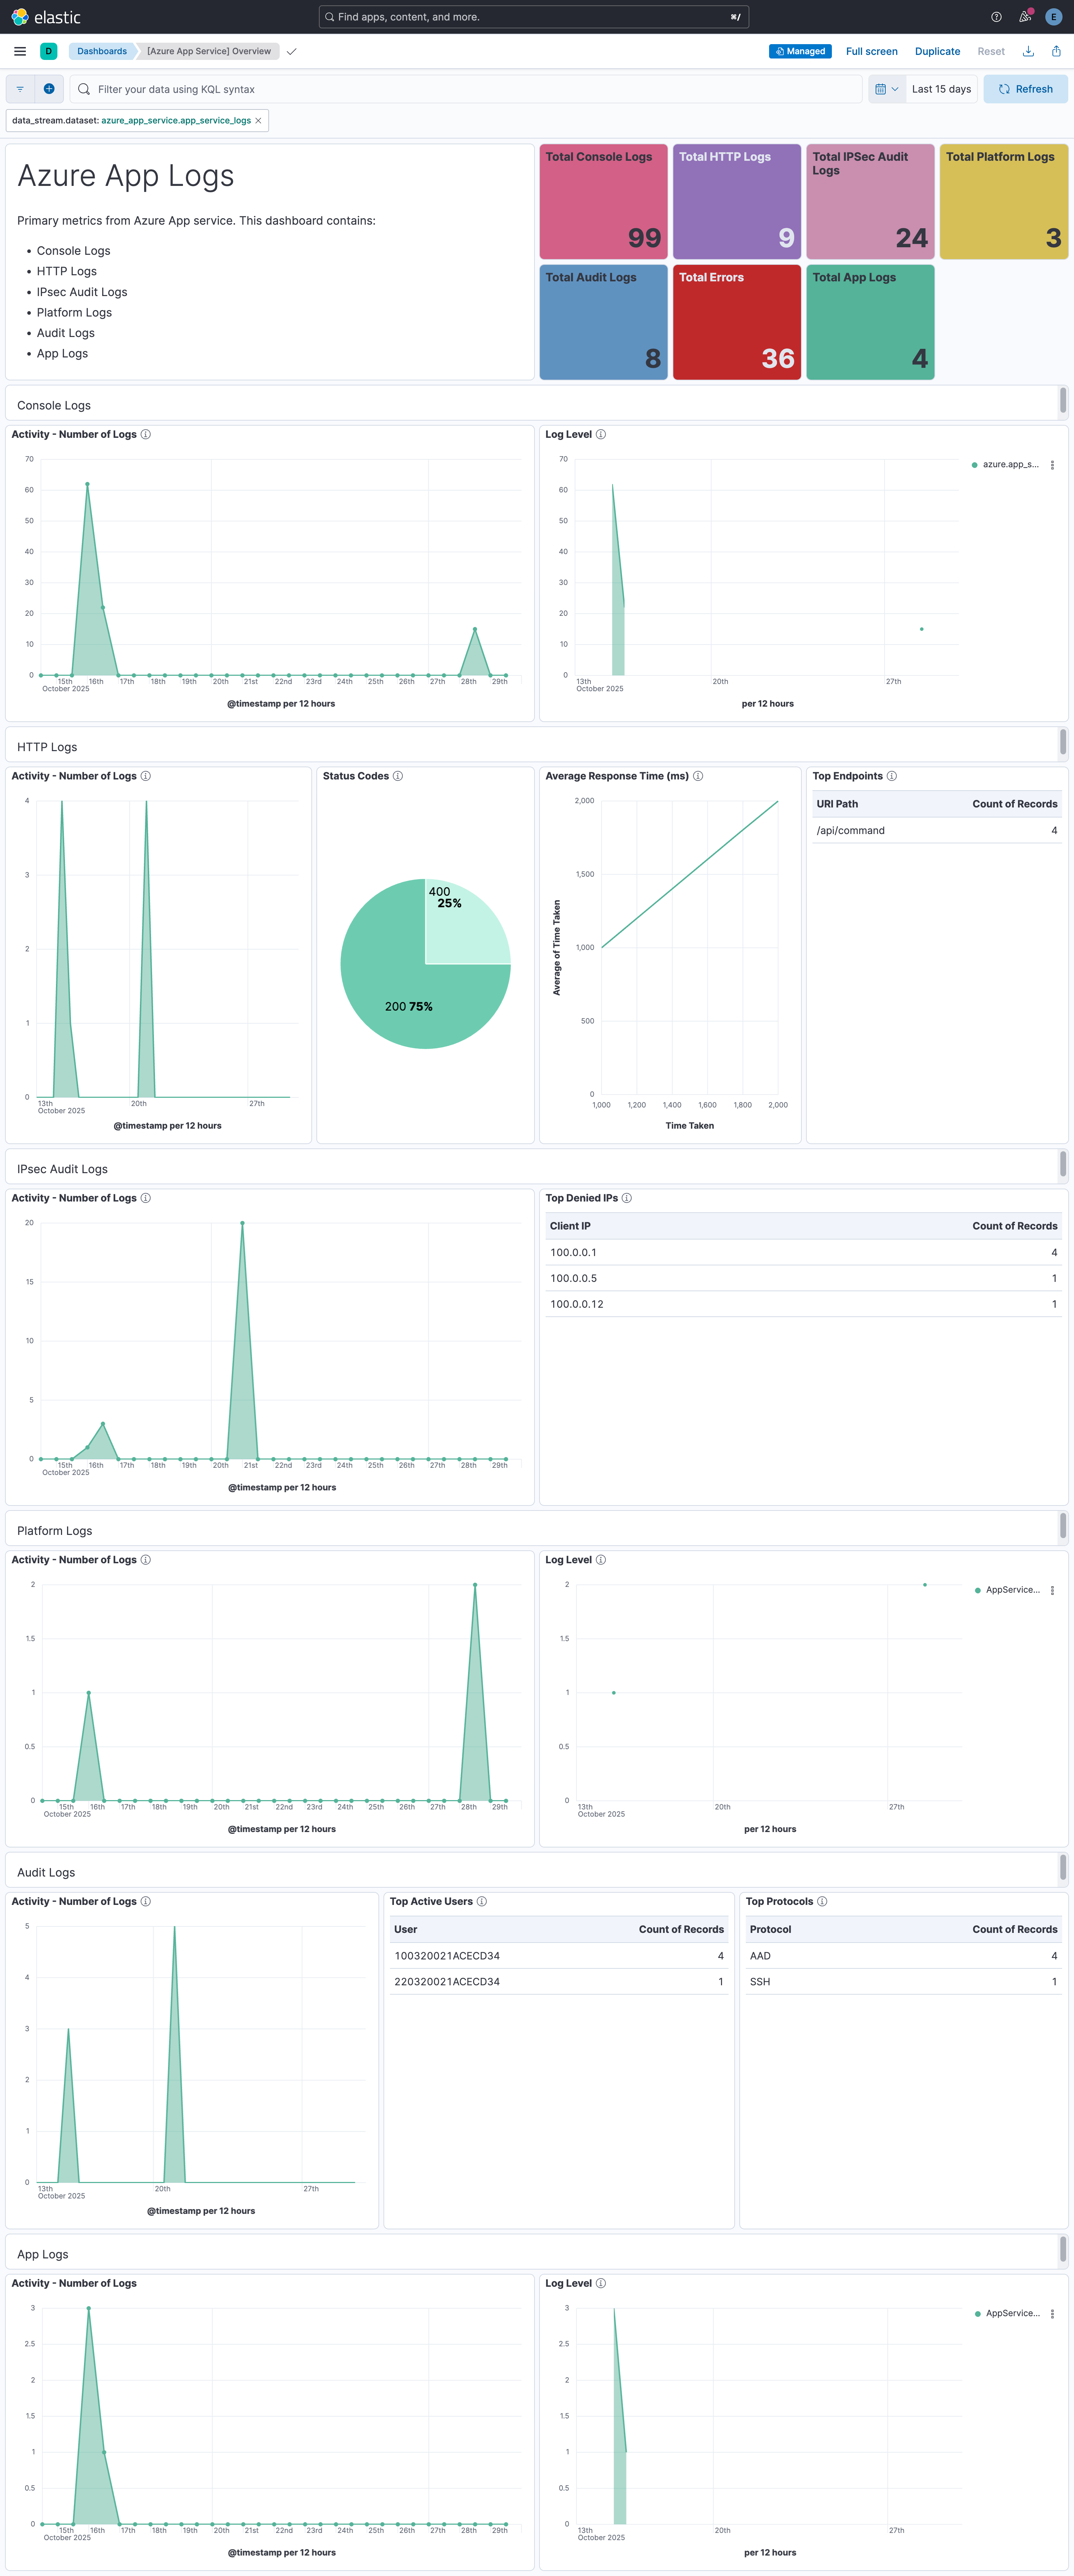 elastic
Find apps, content, and more.
⌘/
E
D
Dashboards
[Azure App Service] Overview
Managed
Full screen
Duplicate
Reset
Filter your data using KQL syntax
Last 15 days
Refresh
data_stream.dataset: azure_app_service.app_service_logs ×
Azure App Logs
Primary metrics from Azure App service. This dashboard contains:
• Console Logs
• HTTP Logs
• IPsec Audit Logs
• Platform Logs
• Audit Logs
• App Logs
Total Console Logs
99
Total HTTP Logs
9
Total IPSec Audit
Logs
24
Total Platform Logs
3
Total Audit Logs
8
Total Errors
36
Total App Logs
4
Console Logs
Activity - Number of Logs
70
60
50
40
30
20
10
0
15th 16th 17th 18th 19th 20th 21st 22nd 23rd 24th 25th 26th 27th 28th 29th
October 2025
@timestamp per 12 hours
Log Level
70
60
50
40
30
20
10
0
13th 20th 27th
October 2025
per 12 hours
azure.app_s...
HTTP Logs
Activity - Number of Logs
4
3
2
1
0
13th 20th 27th
October 2025
@timestamp per 12 hours
Status Codes
400
25%
200 75%
Average Response Time (ms)
Average of Time Taken
2,000
1,500
1,000
500
0
1,000 1,200 1,400 1,600 1,800 2,000
Time Taken
Top Endpoints
URI Path Count of Records
/api/command 4
IPsec Audit Logs
Activity - Number of Logs
20
15
10
5
0
15th 16th 17th 18th 19th 20th 21st 22nd 23rd 24th 25th 26th 27th 28th 29th
October 2025
@timestamp per 12 hours
Top Denied IPs
Client IP Count of Records
100.0.0.1 4
100.0.0.5 1
100.0.0.12 1
Platform Logs
Activity - Number of Logs
2
1.5
1
0.5
0
15th 16th 17th 18th 19th 20th 21st 22nd 23rd 24th 25th 26th 27th 28th 29th
October 2025
@timestamp per 12 hours
Log Level
2
1.5
1
0.5
0
13th 20th 27th
October 2025
per 12 hours
AppService...
Audit Logs
Activity - Number of Logs
5
4
3
2
1
0
13th 20th 27th
October 2025
@timestamp per 12 hours
Top Active Users
User Count of Records
100320021ACECD34 4
220320021ACECD34 1
Top Protocols
Protocol Count of Records
AAD 4
SSH 1
App Logs
Activity - Number of Logs
3
2.5
2
1.5
1
0.5
0
15th 16th 17th 18th 19th 20th 21st 22nd 23rd 24th 25th 26th 27th 28th 29th
October 2025
@timestamp per 12 hours
Log Level
3
2.5
2
1.5
1
0.5
0
13th 20th 27th
October 2025
per 12 hours
AppService...